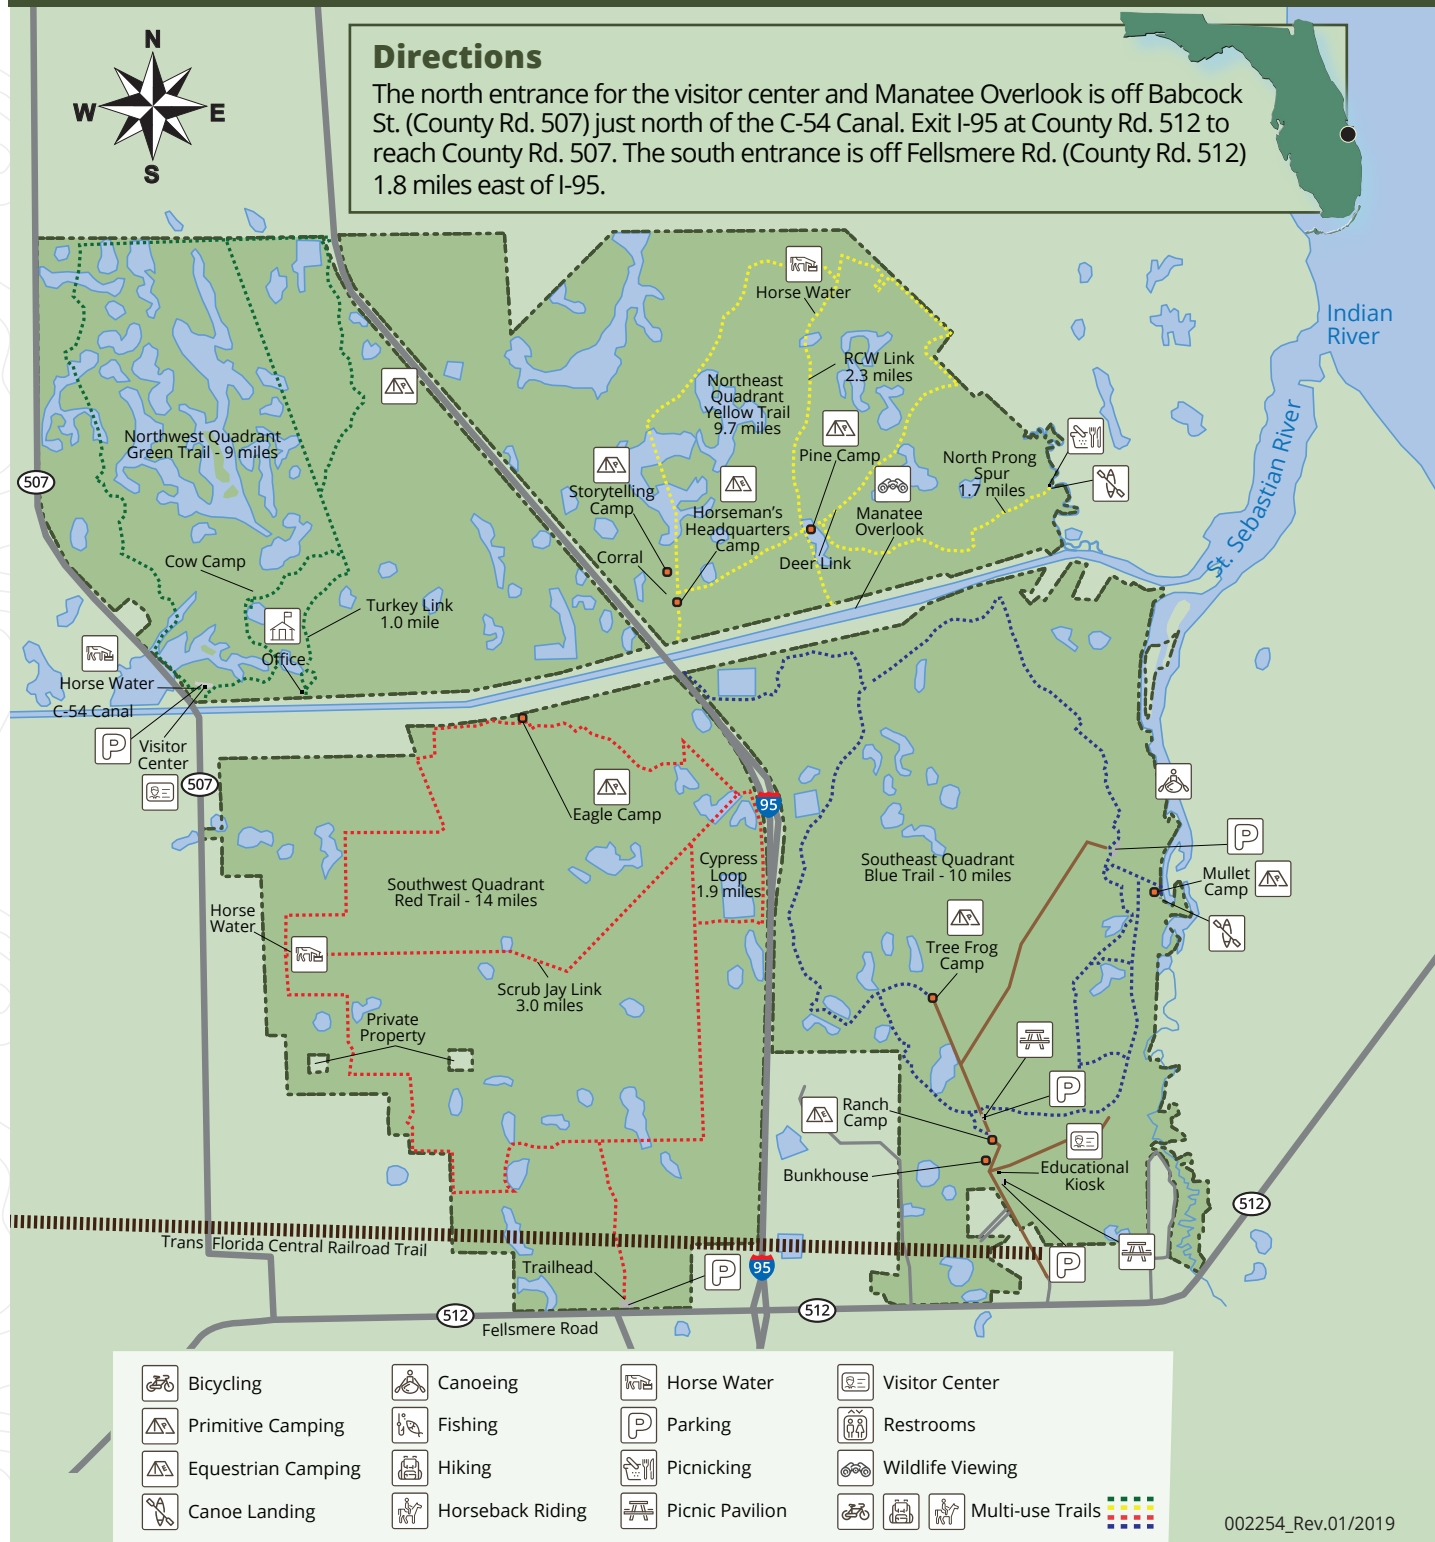 N
W
E
S
Directions
The north entrance for the visitor center and Manatee Overlook is off Babcock
St. (County Rd. 507) just north of the C-54 Canal. Exit I-95 at County Rd. 512 to
reach County Rd. 507. The south entrance is off Fellsmere Rd. (County Rd. 512)
1.8 miles east of I-95.
Indian
River
St. Sebastian River
Horse Water
RCW Link
2.3 miles
Northeast
Quadrant
Yellow Trail
9.7 miles
Northwest Quadrant
Green Trail - 9 miles
507
Pine Camp
North Prong
Spur
1.7 miles
Storytelling
Camp
Horseman’s
Headquarters
Camp
Manatee
Overlook
Corral
Deer Link
Cow Camp
Turkey Link
1.0 mile
Office
Horse Water
C-54 Canal
P
Visitor
Center
507
95
Eagle Camp
Cypress
Loop
1.9 miles
Southeast Quadrant
Blue Trail - 10 miles
P
Mullet
Camp
Southwest Quadrant
Red Trail - 14 miles
Horse
Water
Tree Frog
Camp
Scrub Jay Link
3.0 miles
Private
Property
P
Ranch
Camp
Bunkhouse
Educational
Kiosk
512
Trans Florida Central Railroad Trail
Trailhead
P
95
P
512
512
Fellsmere Road
Bicycling
Canoeing
Horse Water
Visitor Center
Primitive Camping
Fishing
P
Parking
Restrooms
Equestrian Camping
Hiking
Picnicking
Wildlife Viewing
Canoe Landing
Horseback Riding
Picnic Pavilion
Multi-use Trails
002254_Rev.01/2019